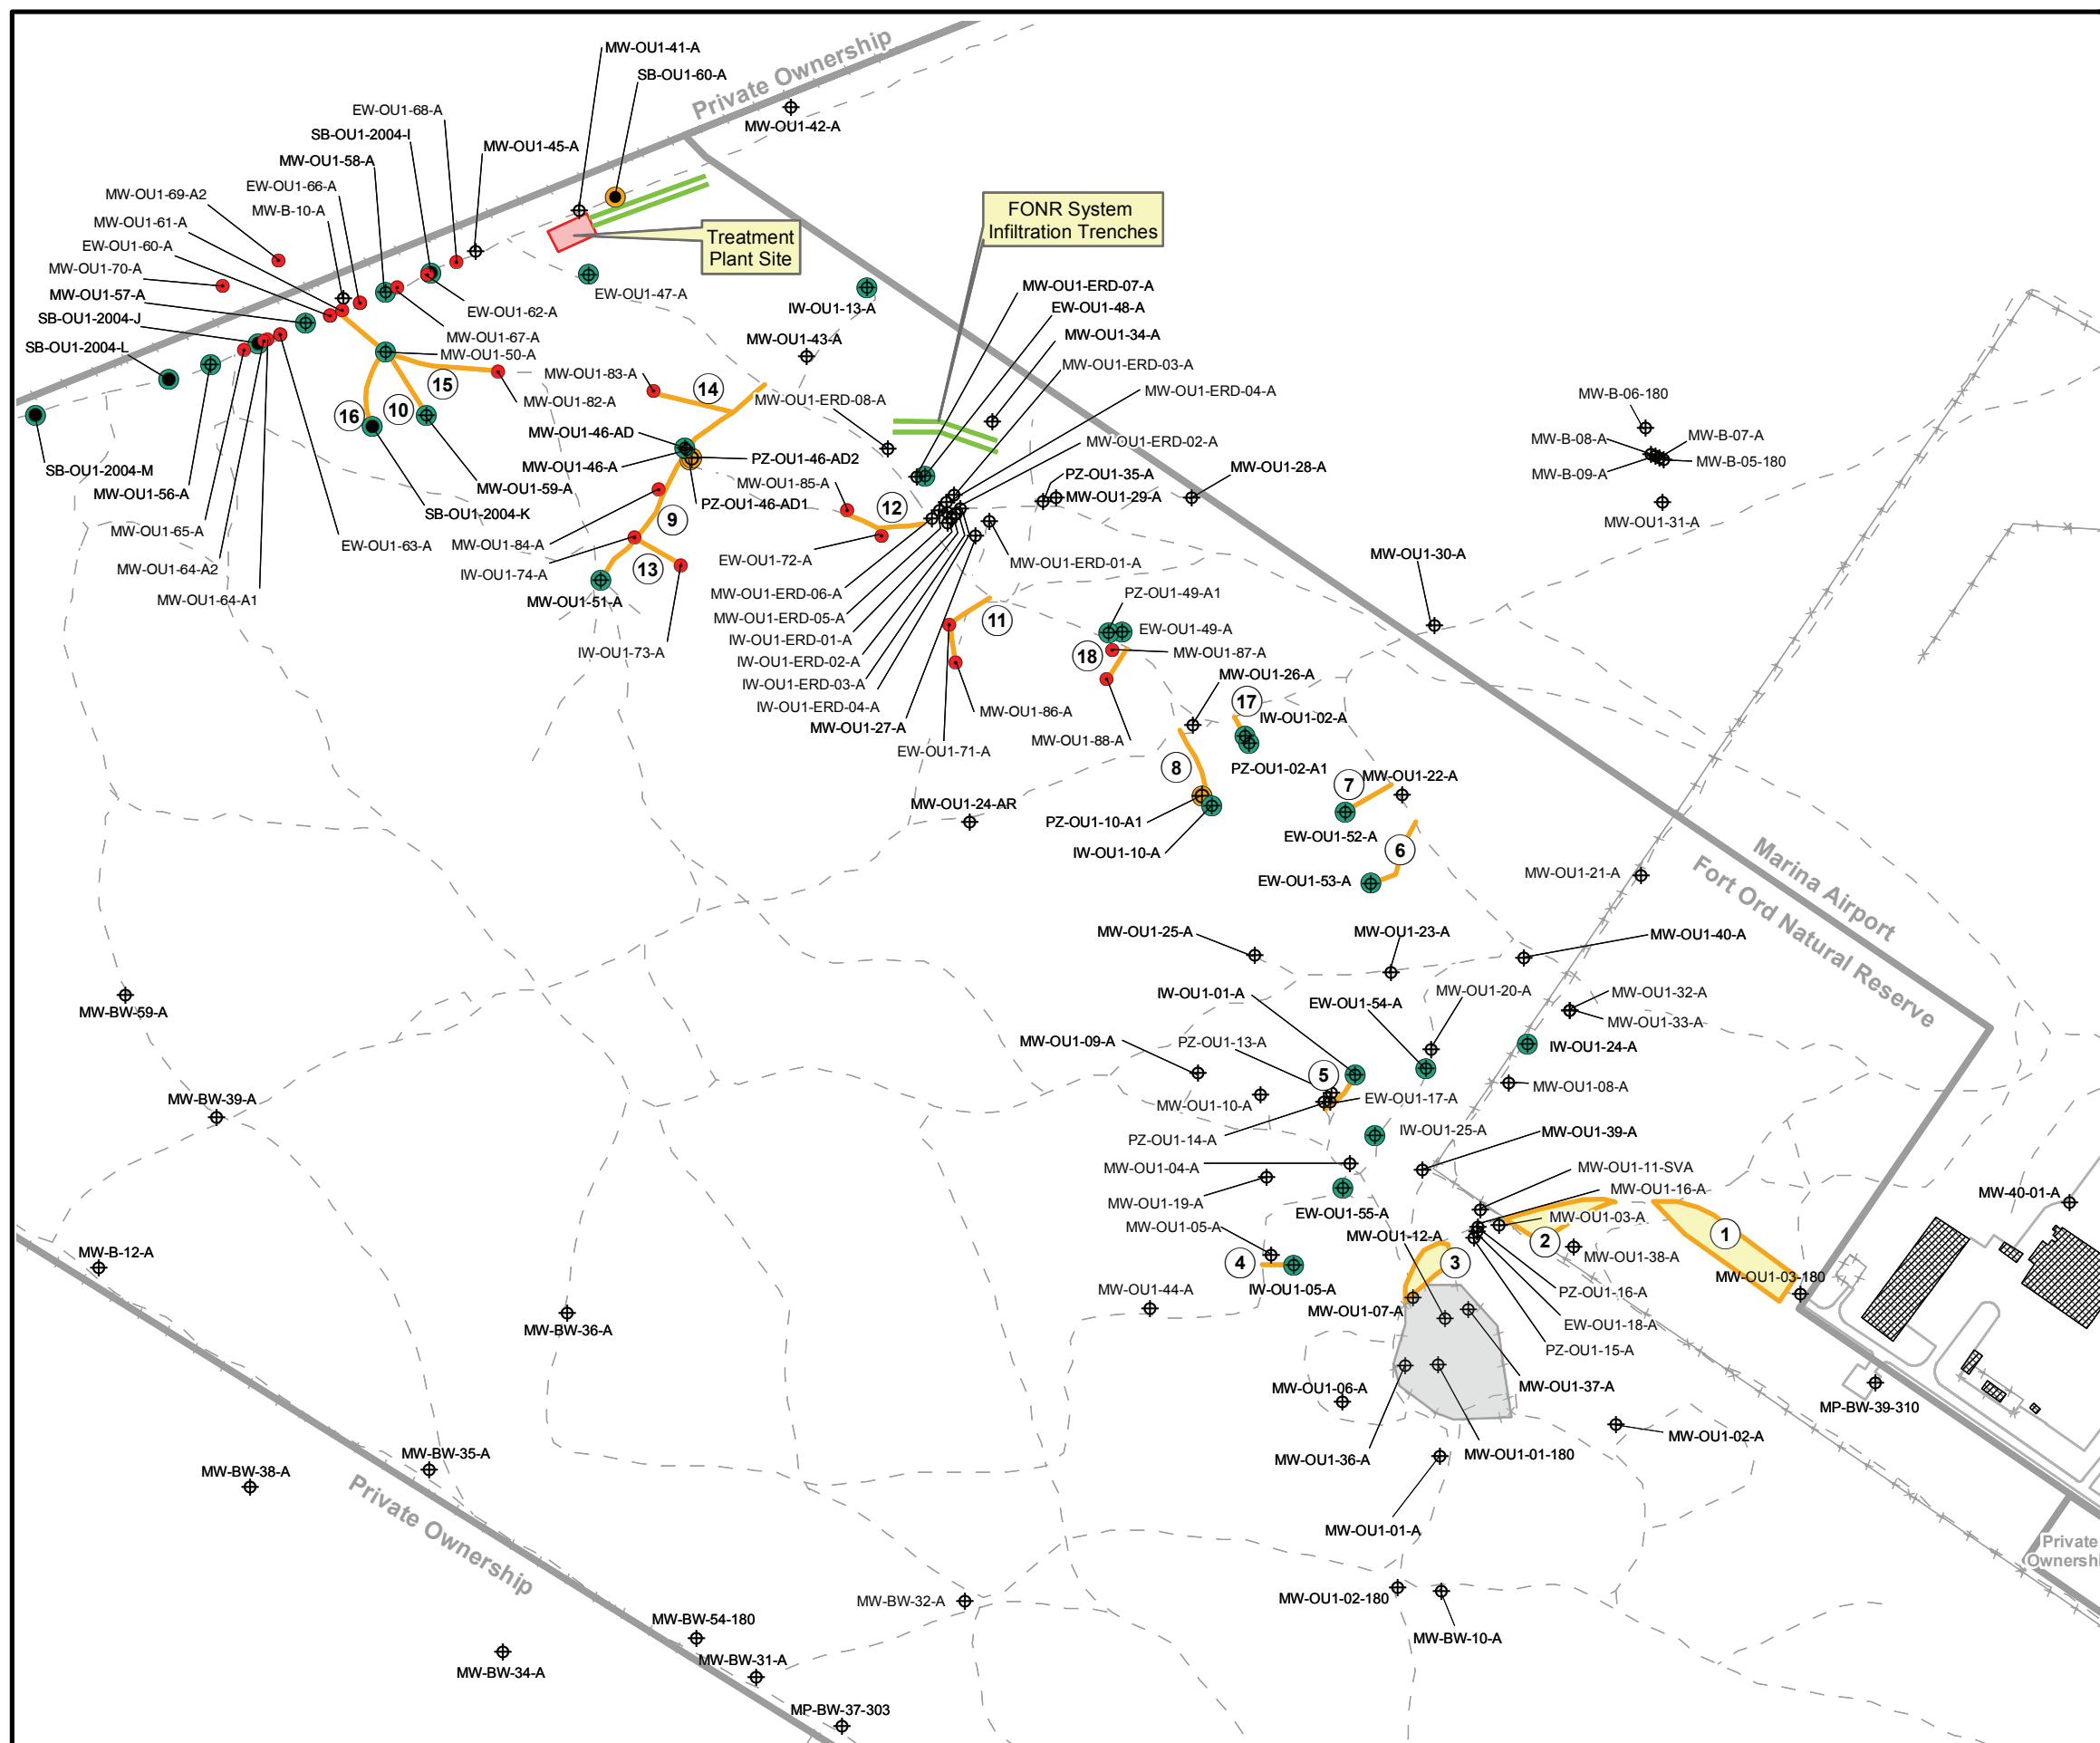 MW-OU1-41-A
SB-OU1-60-A
Private Ownership
MW-OU1-42-A
EW-OU1-68-A
SB-OU1-2004-I
MW-OU1-45-A
MW-OU1-58-A
EW-OU1-66-A
MW-B-10-A
MW-OU1-69-A2
MW-OU1-61-A
EW-OU1-60-A
MW-OU1-70-A
MW-OU1-57-A
SB-OU1-2004-J
SB-OU1-2004-L
Treatment
Plant Site
FONR System
Infiltration Trenches
EW-OU1-47-A
IW-OU1-13-A
MW-OU1-43-A
MW-OU1-ERD-07-A
EW-OU1-48-A
MW-OU1-34-A
MW-OU1-ERD-03-A
MW-OU1-ERD-04-A
MW-OU1-ERD-02-A
EW-OU1-62-A
MW-OU1-67-A
MW-OU1-50-A
15
MW-OU1-82-A
16
10
MW-OU1-83-A
14
MW-OU1-ERD-08-A
MW-OU1-46-AD
MW-OU1-46-A
PZ-OU1-46-AD2
MW-OU1-85-A
PZ-OU1-46-AD1
12
9
MW-OU1-59-A
SB-OU1-2004-K
SB-OU1-2004-M
MW-OU1-56-A
MW-OU1-65-A
MW-OU1-64-A2
MW-OU1-64-A1
EW-OU1-63-A
MW-OU1-84-A
IW-OU1-74-A
13
MW-OU1-51-A
IW-OU1-73-A
EW-OU1-72-A
MW-OU1-ERD-06-A
MW-OU1-ERD-05-A
IW-OU1-ERD-01-A
IW-OU1-ERD-02-A
IW-OU1-ERD-03-A
IW-OU1-ERD-04-A
MW-OU1-27-A
EW-OU1-71-A
MW-OU1-86-A
11
MW-OU1-ERD-01-A
PZ-OU1-35-A
MW-OU1-29-A
MW-OU1-28-A
MW-B-06-180
MW-B-08-A
MW-B-07-A
MW-B-09-A
MW-B-05-180
MW-OU1-31-A
MW-OU1-30-A
PZ-OU1-49-A1
EW-OU1-49-A
18
MW-OU1-87-A
MW-OU1-26-A
MW-OU1-88-A
17
IW-OU1-02-A
PZ-OU1-02-A1
8
MW-OU1-24-AR
PZ-OU1-10-A1
IW-OU1-10-A
7
MW-OU1-22-A
EW-OU1-52-A
6
EW-OU1-53-A
MW-OU1-21-A
Marina Airport
Fort Ord Natural Reserve
MW-OU1-25-A
MW-OU1-23-A
MW-OU1-40-A
IW-OU1-01-A
EW-OU1-54-A
MW-OU1-20-A
MW-OU1-32-A
MW-OU1-33-A
MW-OU1-09-A
PZ-OU1-13-A
5
IW-OU1-24-A
MW-OU1-08-A
MW-OU1-10-A
EW-OU1-17-A
PZ-OU1-14-A
IW-OU1-25-A
MW-OU1-39-A
MW-OU1-04-A
MW-OU1-11-SVA
MW-OU1-16-A
MW-OU1-19-A
EW-OU1-55-A
MW-OU1-03-A
MW-40-01-A
MW-OU1-05-A
MW-OU1-12-A
2
1
MW-OU1-38-A
4
3
MW-OU1-03-180
MW-OU1-44-A
IW-OU1-05-A
PZ-OU1-16-A
MW-OU1-07-A
EW-OU1-18-A
PZ-OU1-15-A
MW-OU1-06-A
MW-OU1-37-A
MP-BW-39-310
MW-OU1-36-A
MW-OU1-01-180
MW-OU1-02-A
MW-OU1-01-A
MW-OU1-02-180
MW-BW-10-A
Private
Ownershi
MW-BW-59-A
MW-BW-39-A
MW-B-12-A
MW-BW-36-A
MW-BW-38-A
MW-BW-35-A
Private Ownership
MW-BW-32-A
MW-BW-54-180
MW-BW-34-A
MW-BW-31-A
MP-BW-37-303